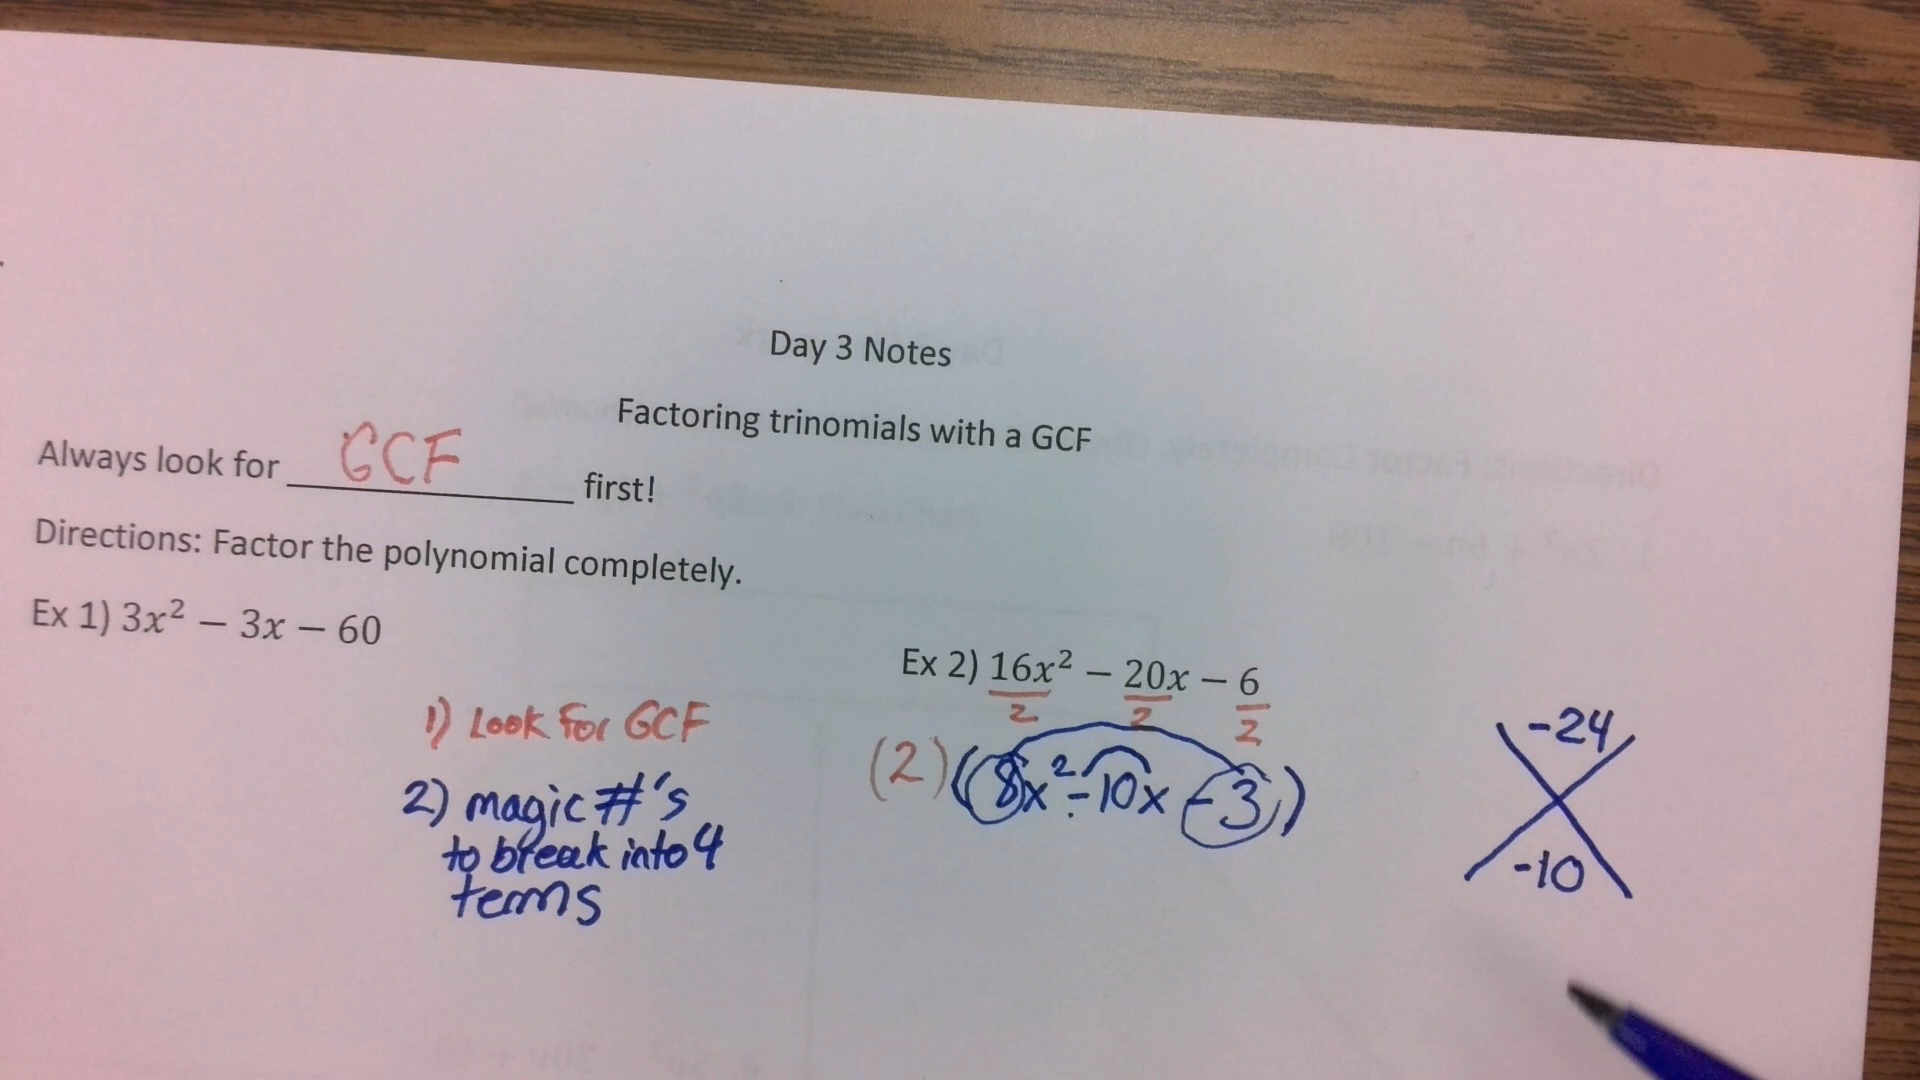 Day 3 Notes
Factoring trinomials with a GCF
Always look for GCF first!
Directions: Factor the polynomial completely.
Ex 1) 3x² − 3x − 60
Ex 2) 16x² − 20x − 6
2 2 2
1) Look for GCF
(2)(8x² - 10x - 3)
2) magic #'s
to break into 4
terms
-24
-10